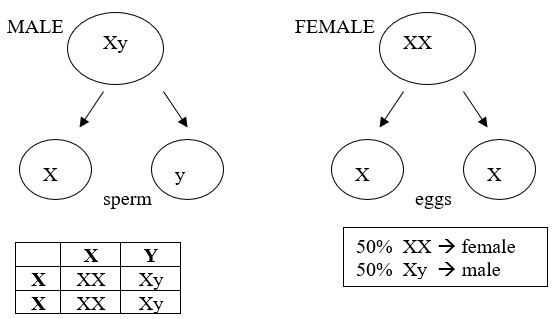 MALE
Xy
FEMALE
XX
X
y
sperm
X
X
eggs
X Y
X XX Xy
X XX Xy
50% XX → female
50% Xy → male